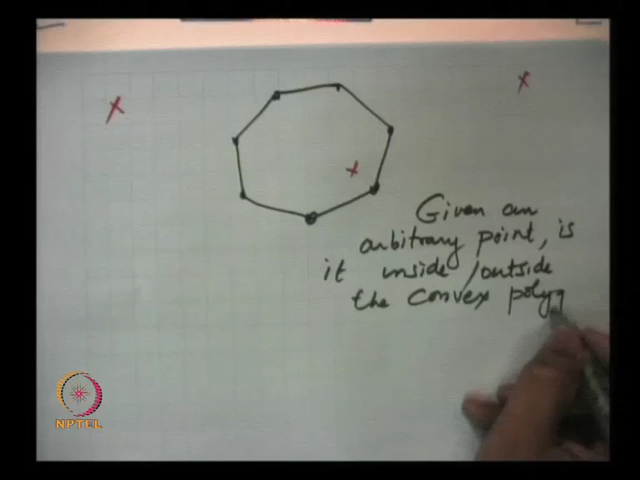 Given an
arbitrary point, is
it inside/outside
the convex polyg
NPTEL